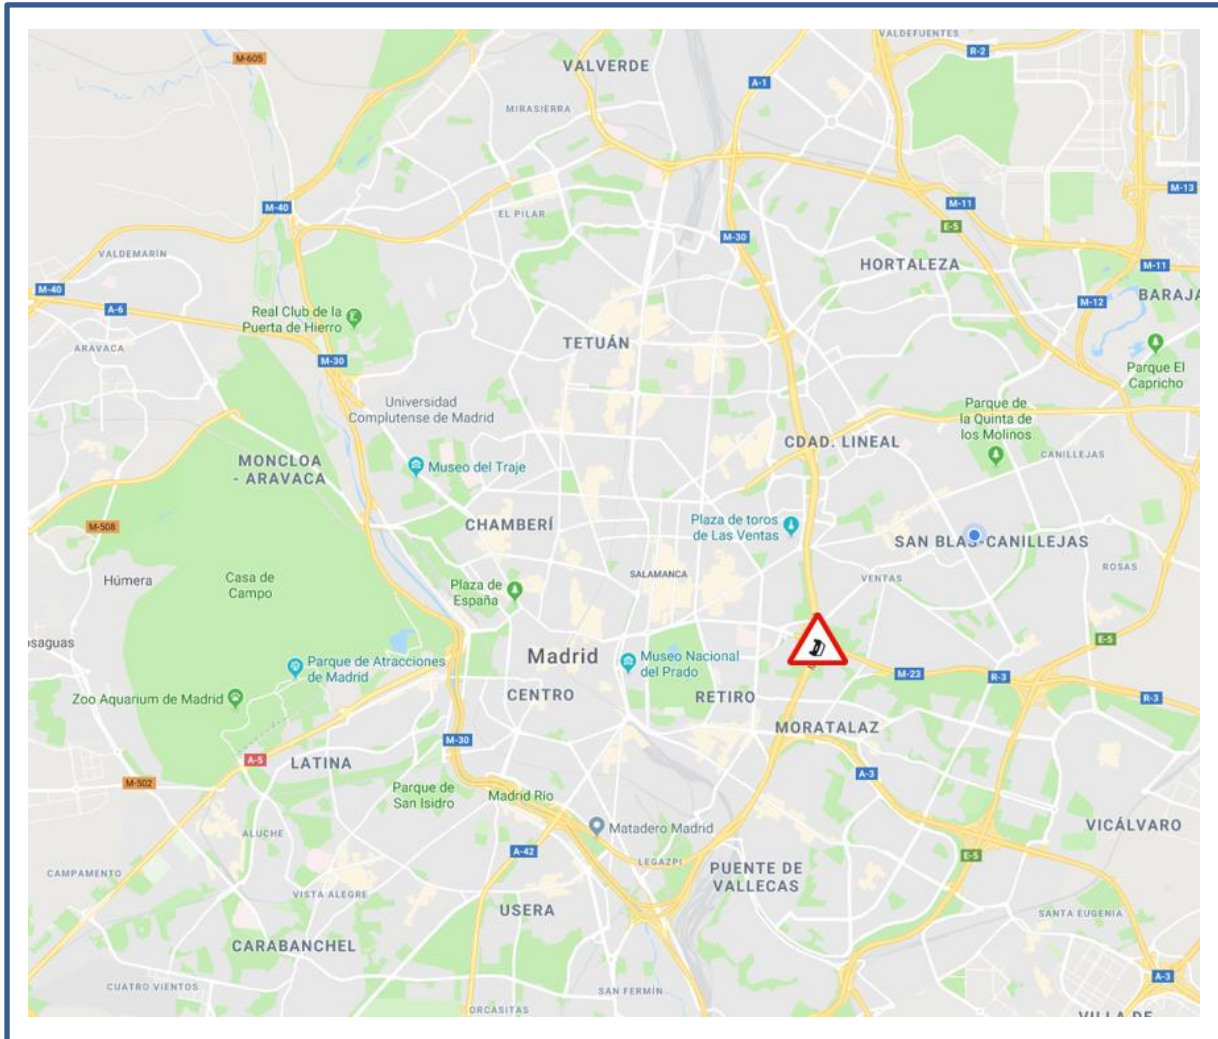 VALDEFUENTES
M-605
R-2
VALVERDE
A-1
MIRASIERRA
M-13
M-40
M-11
EL PILAR
E-5
M-30
VALDEMARÍN
HORTALEZA
M-11
M-40
M-12
BARAJA
A-6
Real Club de la
Puerta de Hierro
TETUÁN
ARAVACA
M-30
Parque El
Capricho
Universidad
Complutense de Madrid
Parque de
la Quinta de
los Molinos
CDAD. LINEAL
CANILLEJAS
MONCLOA
- ARAVACA
Museo del Traje
M-508
CHAMBERÍ
Plaza de toros
de Las Ventas
SAN BLAS-CANILLEJAS
Húmera
Casa de
Campo
SALAMANCA
VENTAS
ROSAS
Plaza de
España
osaguas
E-5
Madrid
Museo Nacional
del Prado
Parque de Atracciones
de Madrid
M-23
R-3
R-3
Zoo Aquarium de Madrid
CENTRO
RETIRO
MORATALAZ
M-30
A-5
LATINA
A-3
M-502
Parque de
San Isidro
Madrid Río
ALUCHE
Matadero Madrid
VICÁLVARO
A-42
LEGAZPI
E-5
CAMPAMENTO
PUENTE DE
VALLECAS
VISTA ALEGRE
USERA
SANTA EUGENIA
CARABANCHEL
A-3
CUATRO VIENTOS
SAN FERMÍN
ORCASITAS
VILLA DE